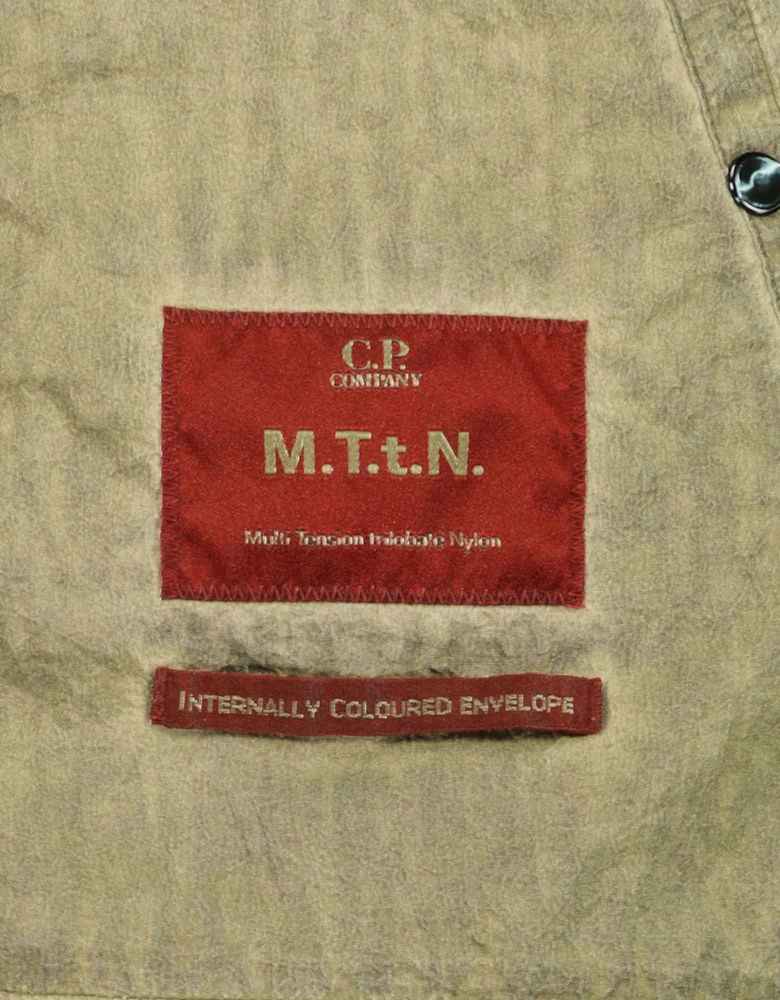 C.P.
COMPANY
M.T.t.N.
Multi Tension trilobate Nylon
INTERNALLY COLOURED ENVELOPE